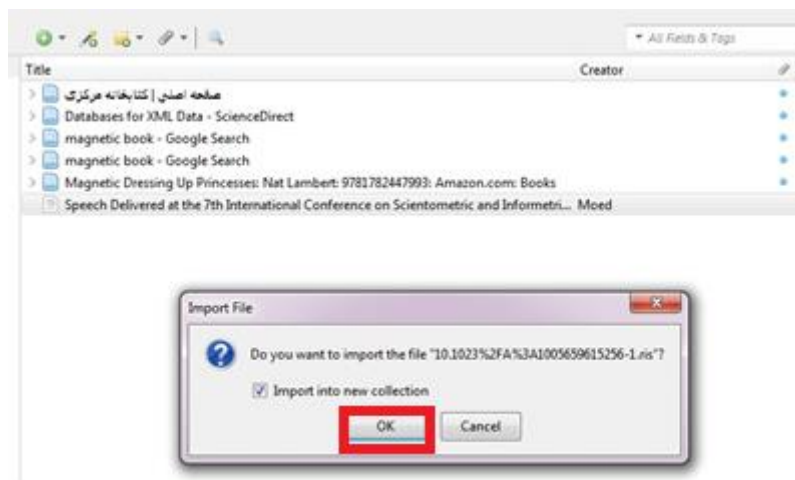 All Fields & Tags
Title Creator
صفحه اصلی | کتابخانه مرکزی
Databases for XML Data - ScienceDirect
magnetic book - Google Search
magnetic book - Google Search
Magnetic Dressing Up Princesses: Nat Lambert: 9781782447993: Amazon.com: Books
Speech Delivered at the 7th International Conference on Scientometric and Informetri... Moed
Import File
Do you want to import the file "10.1023%2FA%3A1005659615256-1.ris"?
Import into new collection
OK Cancel